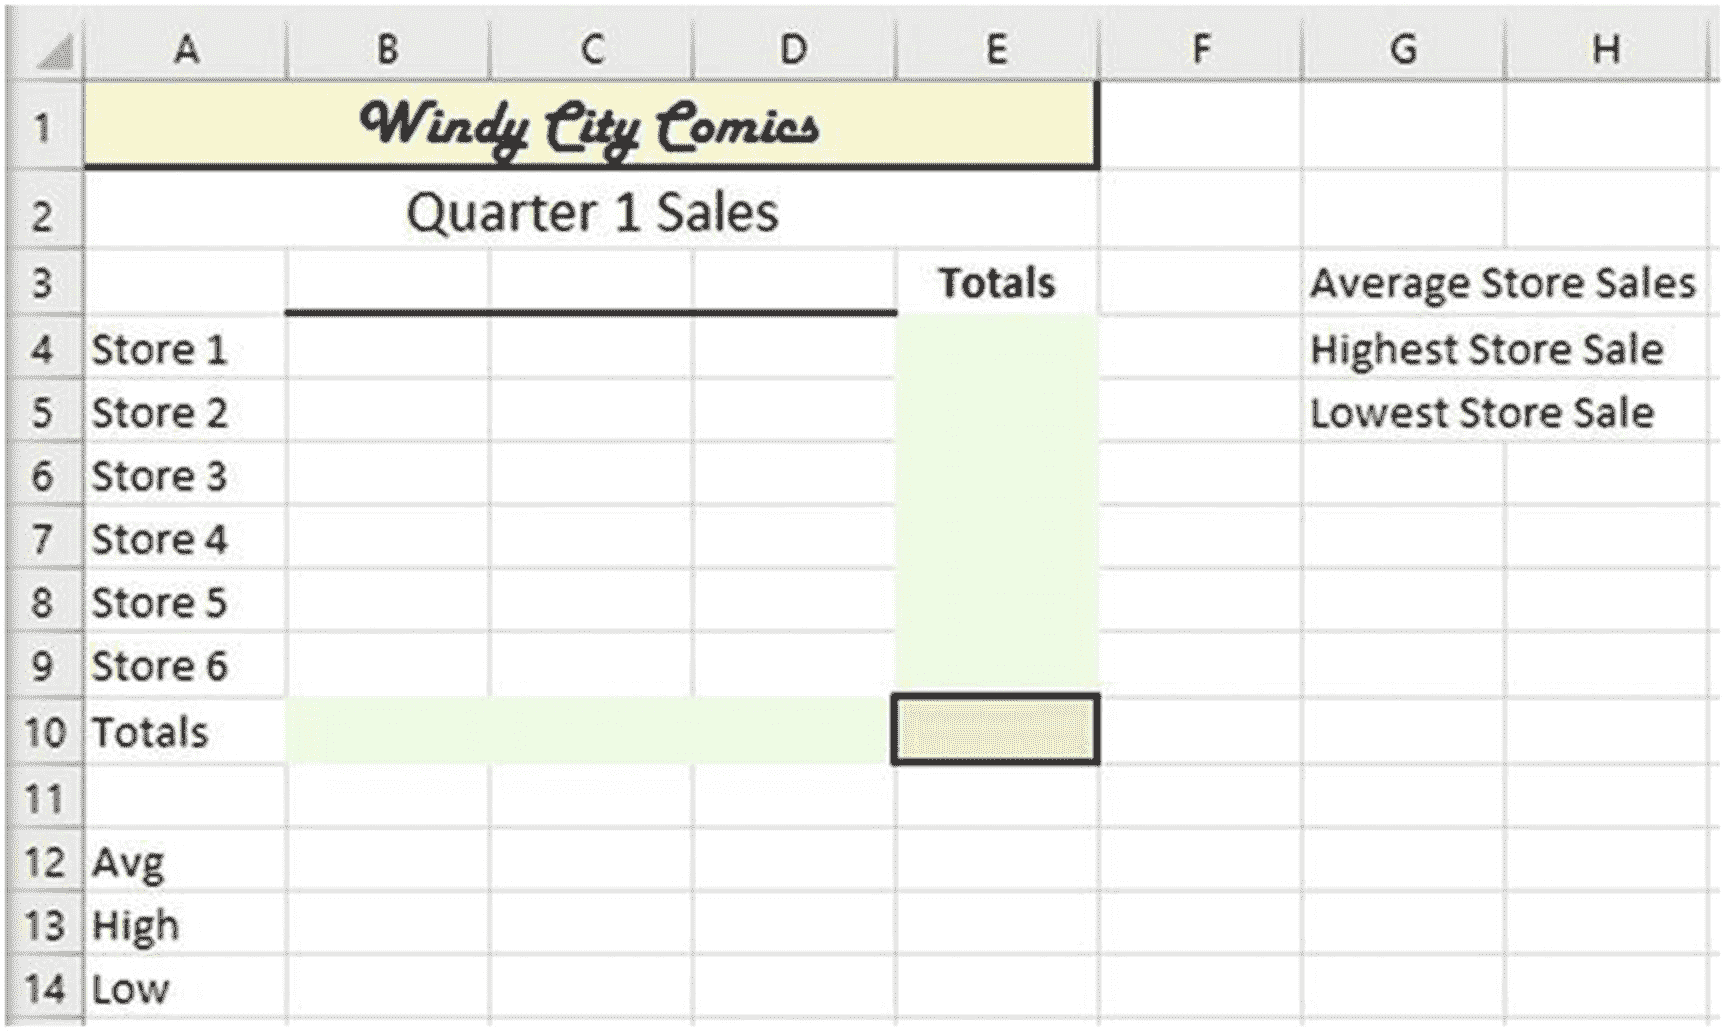 A B C D E F G H
1 Windy City Comics
2 Quarter 1 Sales
3 Totals Average Store Sales
4 Store 1 Highest Store Sale
5 Store 2 Lowest Store Sale
6 Store 3
7 Store 4
8 Store 5
9 Store 6
10 Totals
11
12 Avg
13 High
14 Low